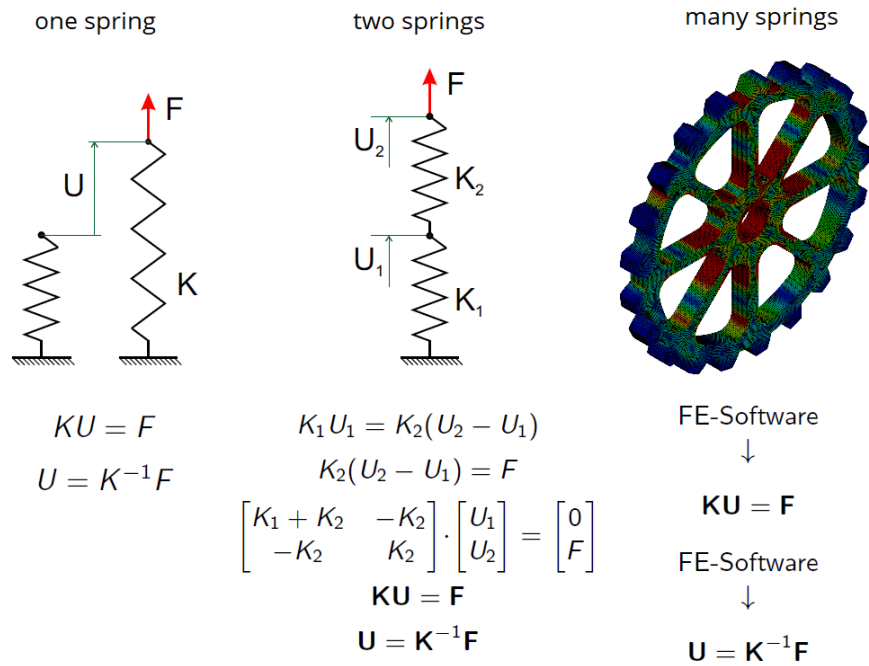 one spring
F
U
K
KU = F
U = K⁻¹F
two springs
F
U₂
K₂
U₁
K₁
K₁U₁ = K₂(U₂ − U₁)
K₂(U₂ − U₁) = F
[K₁ + K₂ −K₂] · [U₁] = [0]
[−K₂ K₂] [U₂] [F]
KU = F
U = K⁻¹F
many springs
FE-Software
↓
KU = F
FE-Software
↓
U = K⁻¹F